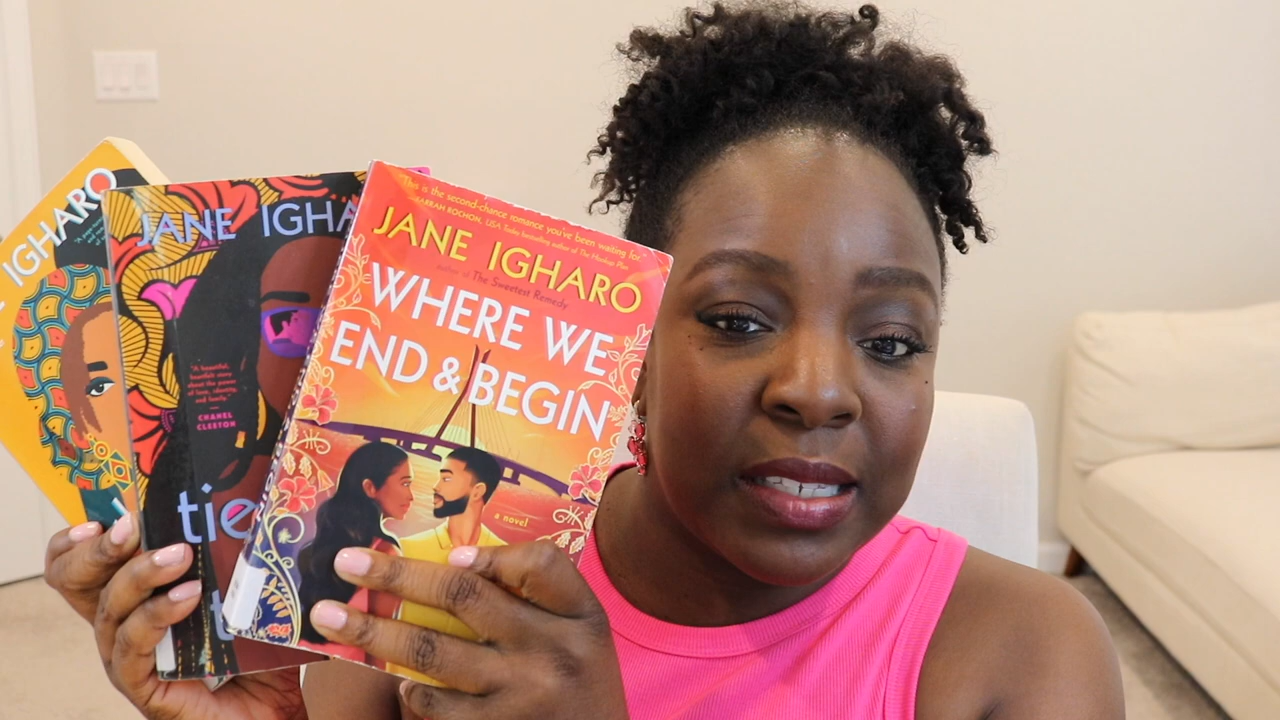 IGHARO
JANE IGHA
"A beautiful,
heartfelt story
about the power
of love, identity,
and family."
CHANEL
CLEETON
tie
t
"This is the second-chance romance you've been waiting for."
FARRAH ROCHON, USA Today bestselling author of The Hookup Plan
JANE IGHARO
author of The Sweetest Remedy
WHERE WE
END & BEGIN
a novel